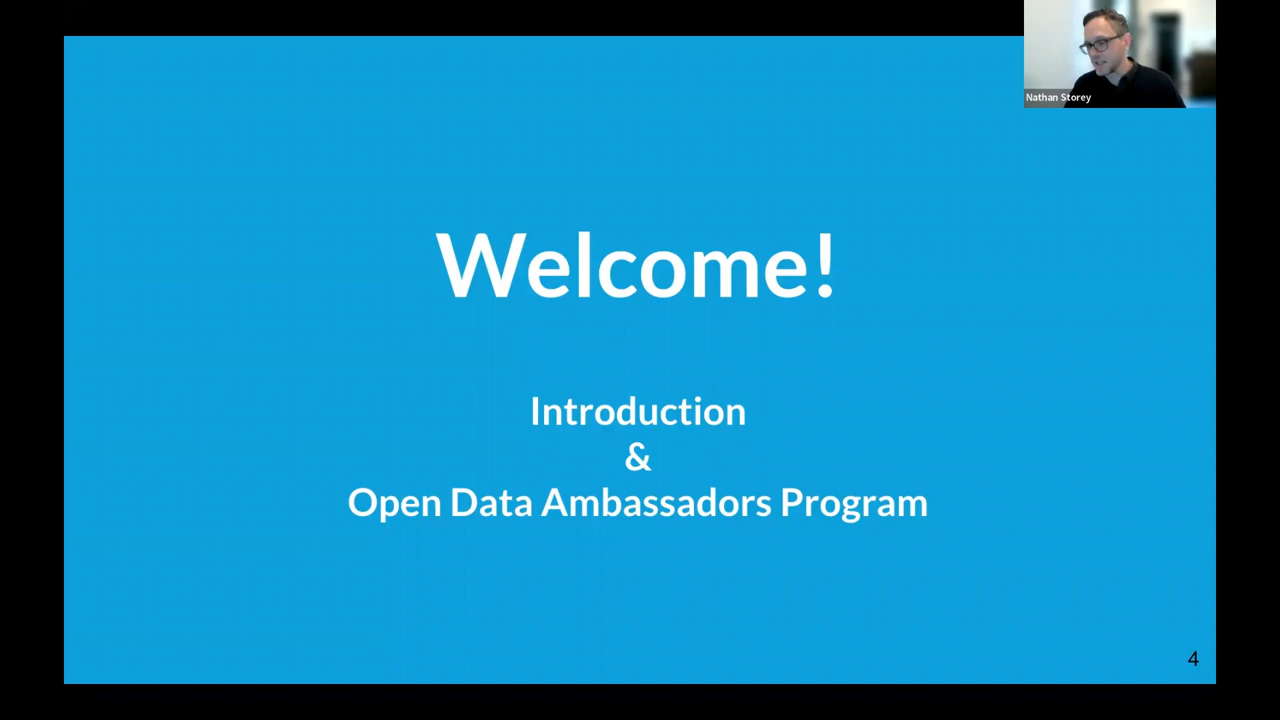 Nathan Storey
Welcome!
Introduction
&
Open Data Ambassadors Program
4